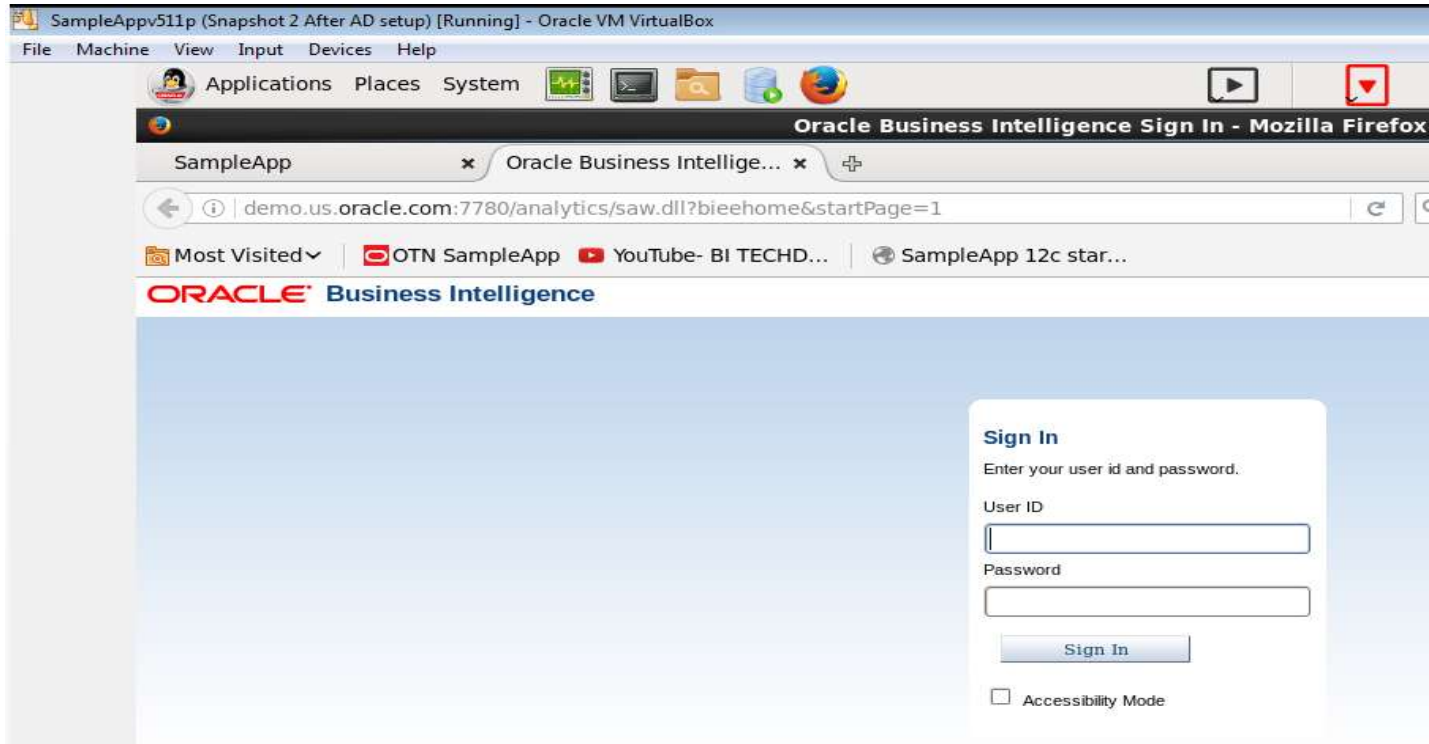 SampleAppv511p (Snapshot 2 After AD setup) [Running] - Oracle VM VirtualBox
File Machine View Input Devices Help
Applications Places System
Oracle Business Intelligence Sign In - Mozilla Firefox
SampleApp
Oracle Business Intellige...
demo.us.oracle.com:7780/analytics/saw.dll?bieehome&startPage=1
Most Visited
OTN SampleApp
YouTube- BI TECHD...
SampleApp 12c star...
ORACLE Business Intelligence
Sign In
Enter your user id and password.
User ID
Password
Sign In
Accessibility Mode